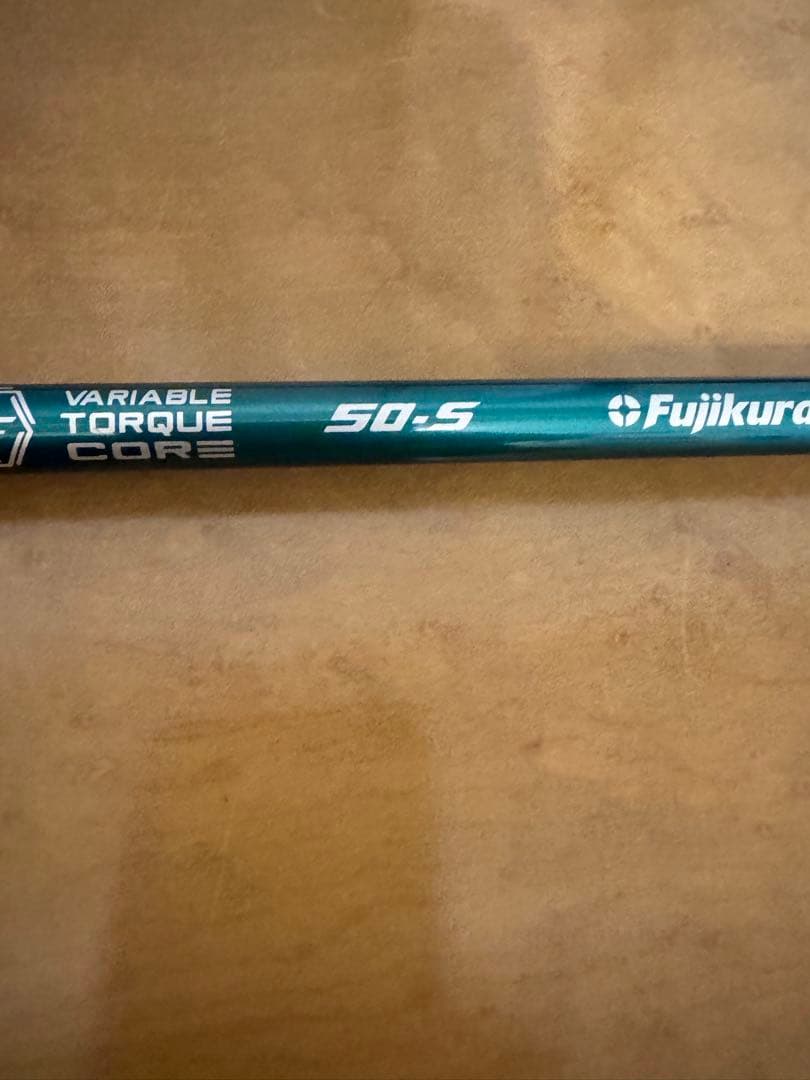 VARIABLE
TORQUE
CORE
50-S
Fujikura